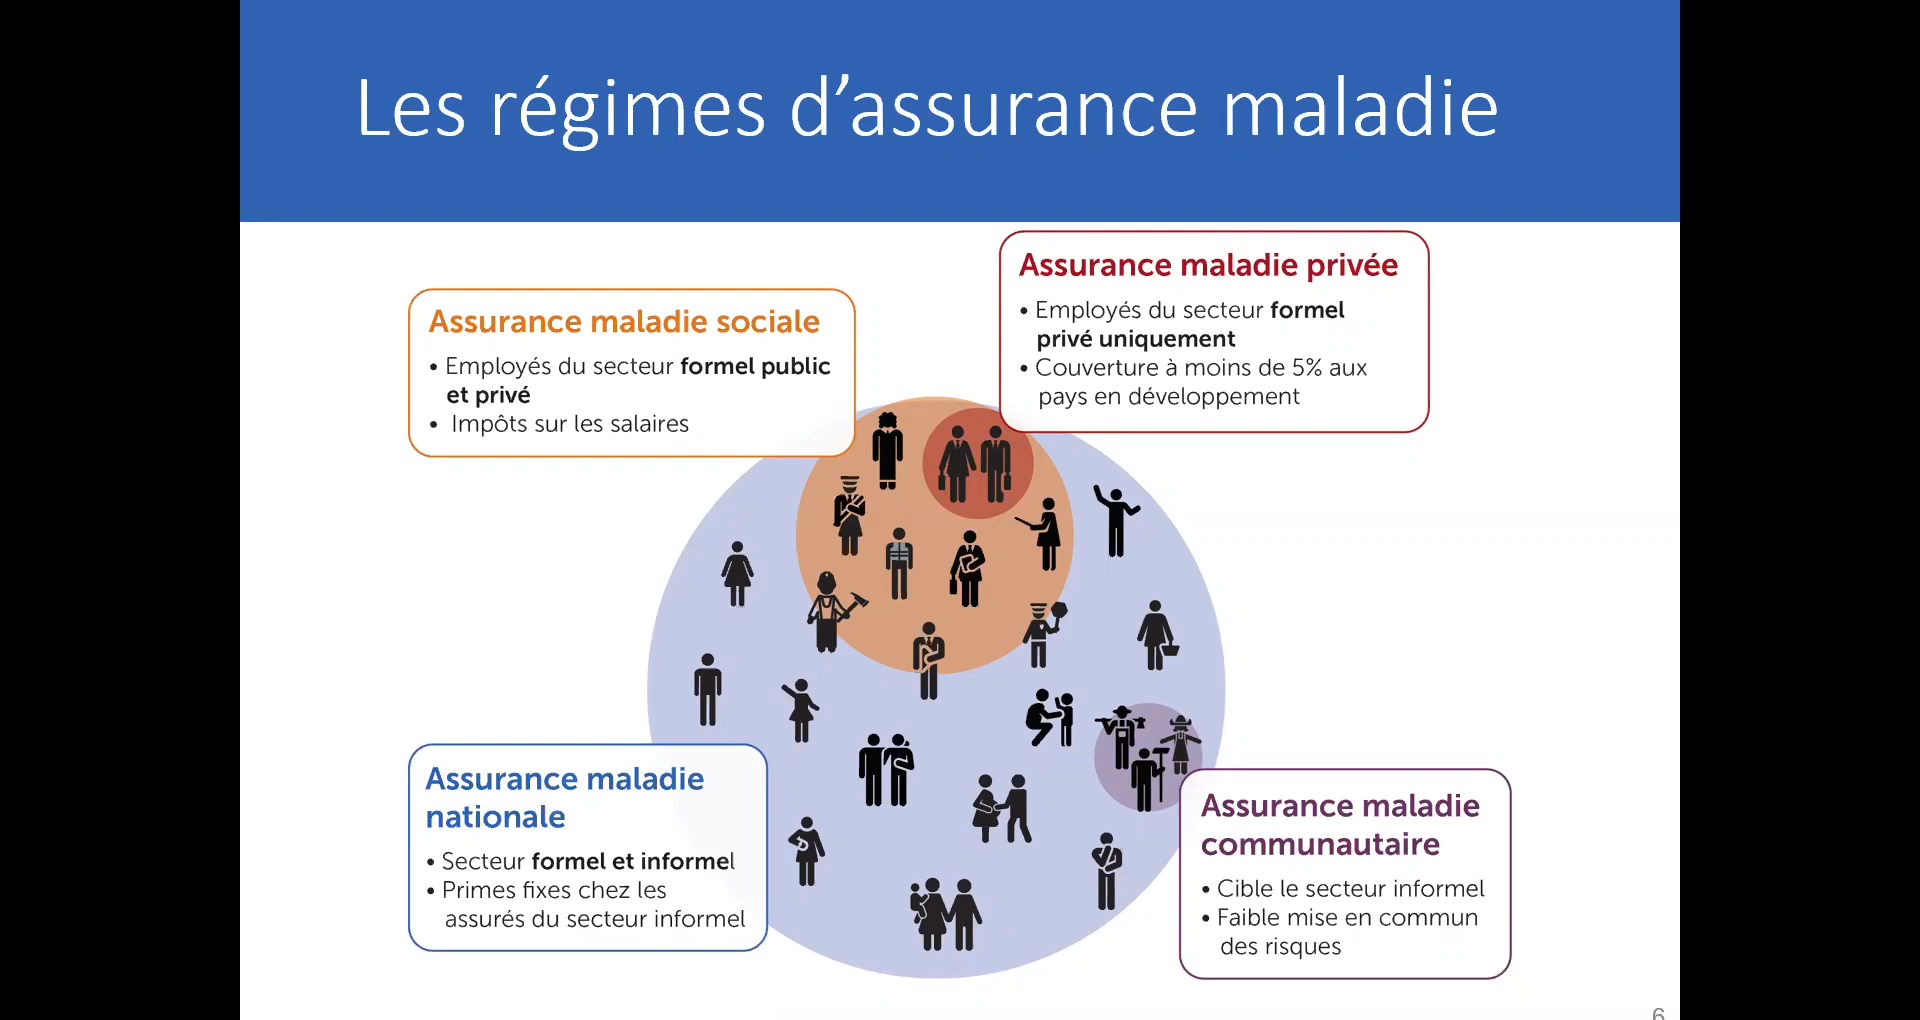 Les régimes d’assurance maladie
Assurance maladie sociale
• Employés du secteur formel public
et privé
• Impôts sur les salaires
Assurance maladie privée
• Employés du secteur formel
privé uniquement
• Couverture à moins de 5% aux
pays en développement
Assurance maladie
nationale
• Secteur formel et informel
• Primes fixes chez les
assurés du secteur informel
Assurance maladie
communautaire
• Cible le secteur informel
• Faible mise en commun
des risques
6